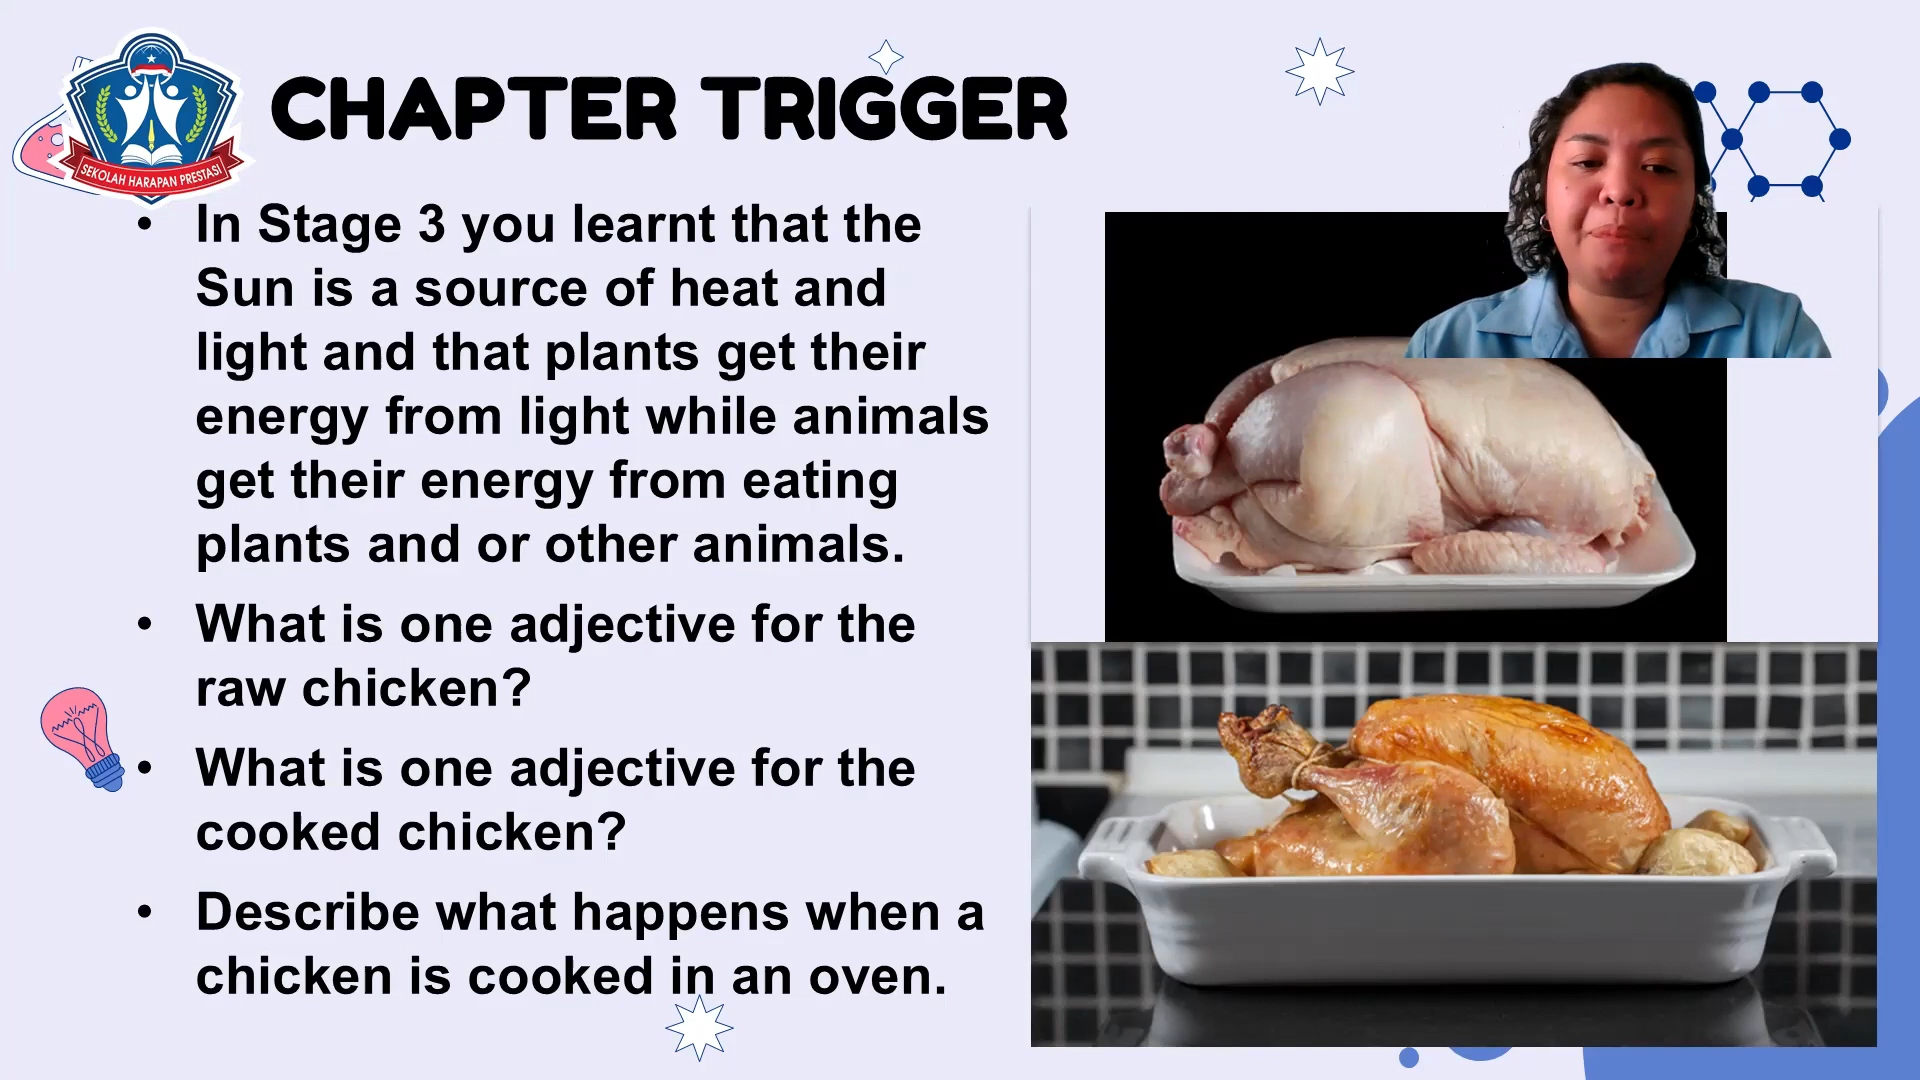 SEKOLAH HARAPAN PRESTASI
CHAPTER TRIGGER
• In Stage 3 you learnt that the
Sun is a source of heat and
light and that plants get their
energy from light while animals
get their energy from eating
plants and or other animals.
• What is one adjective for the
raw chicken?
• What is one adjective for the
cooked chicken?
• Describe what happens when a
chicken is cooked in an oven.